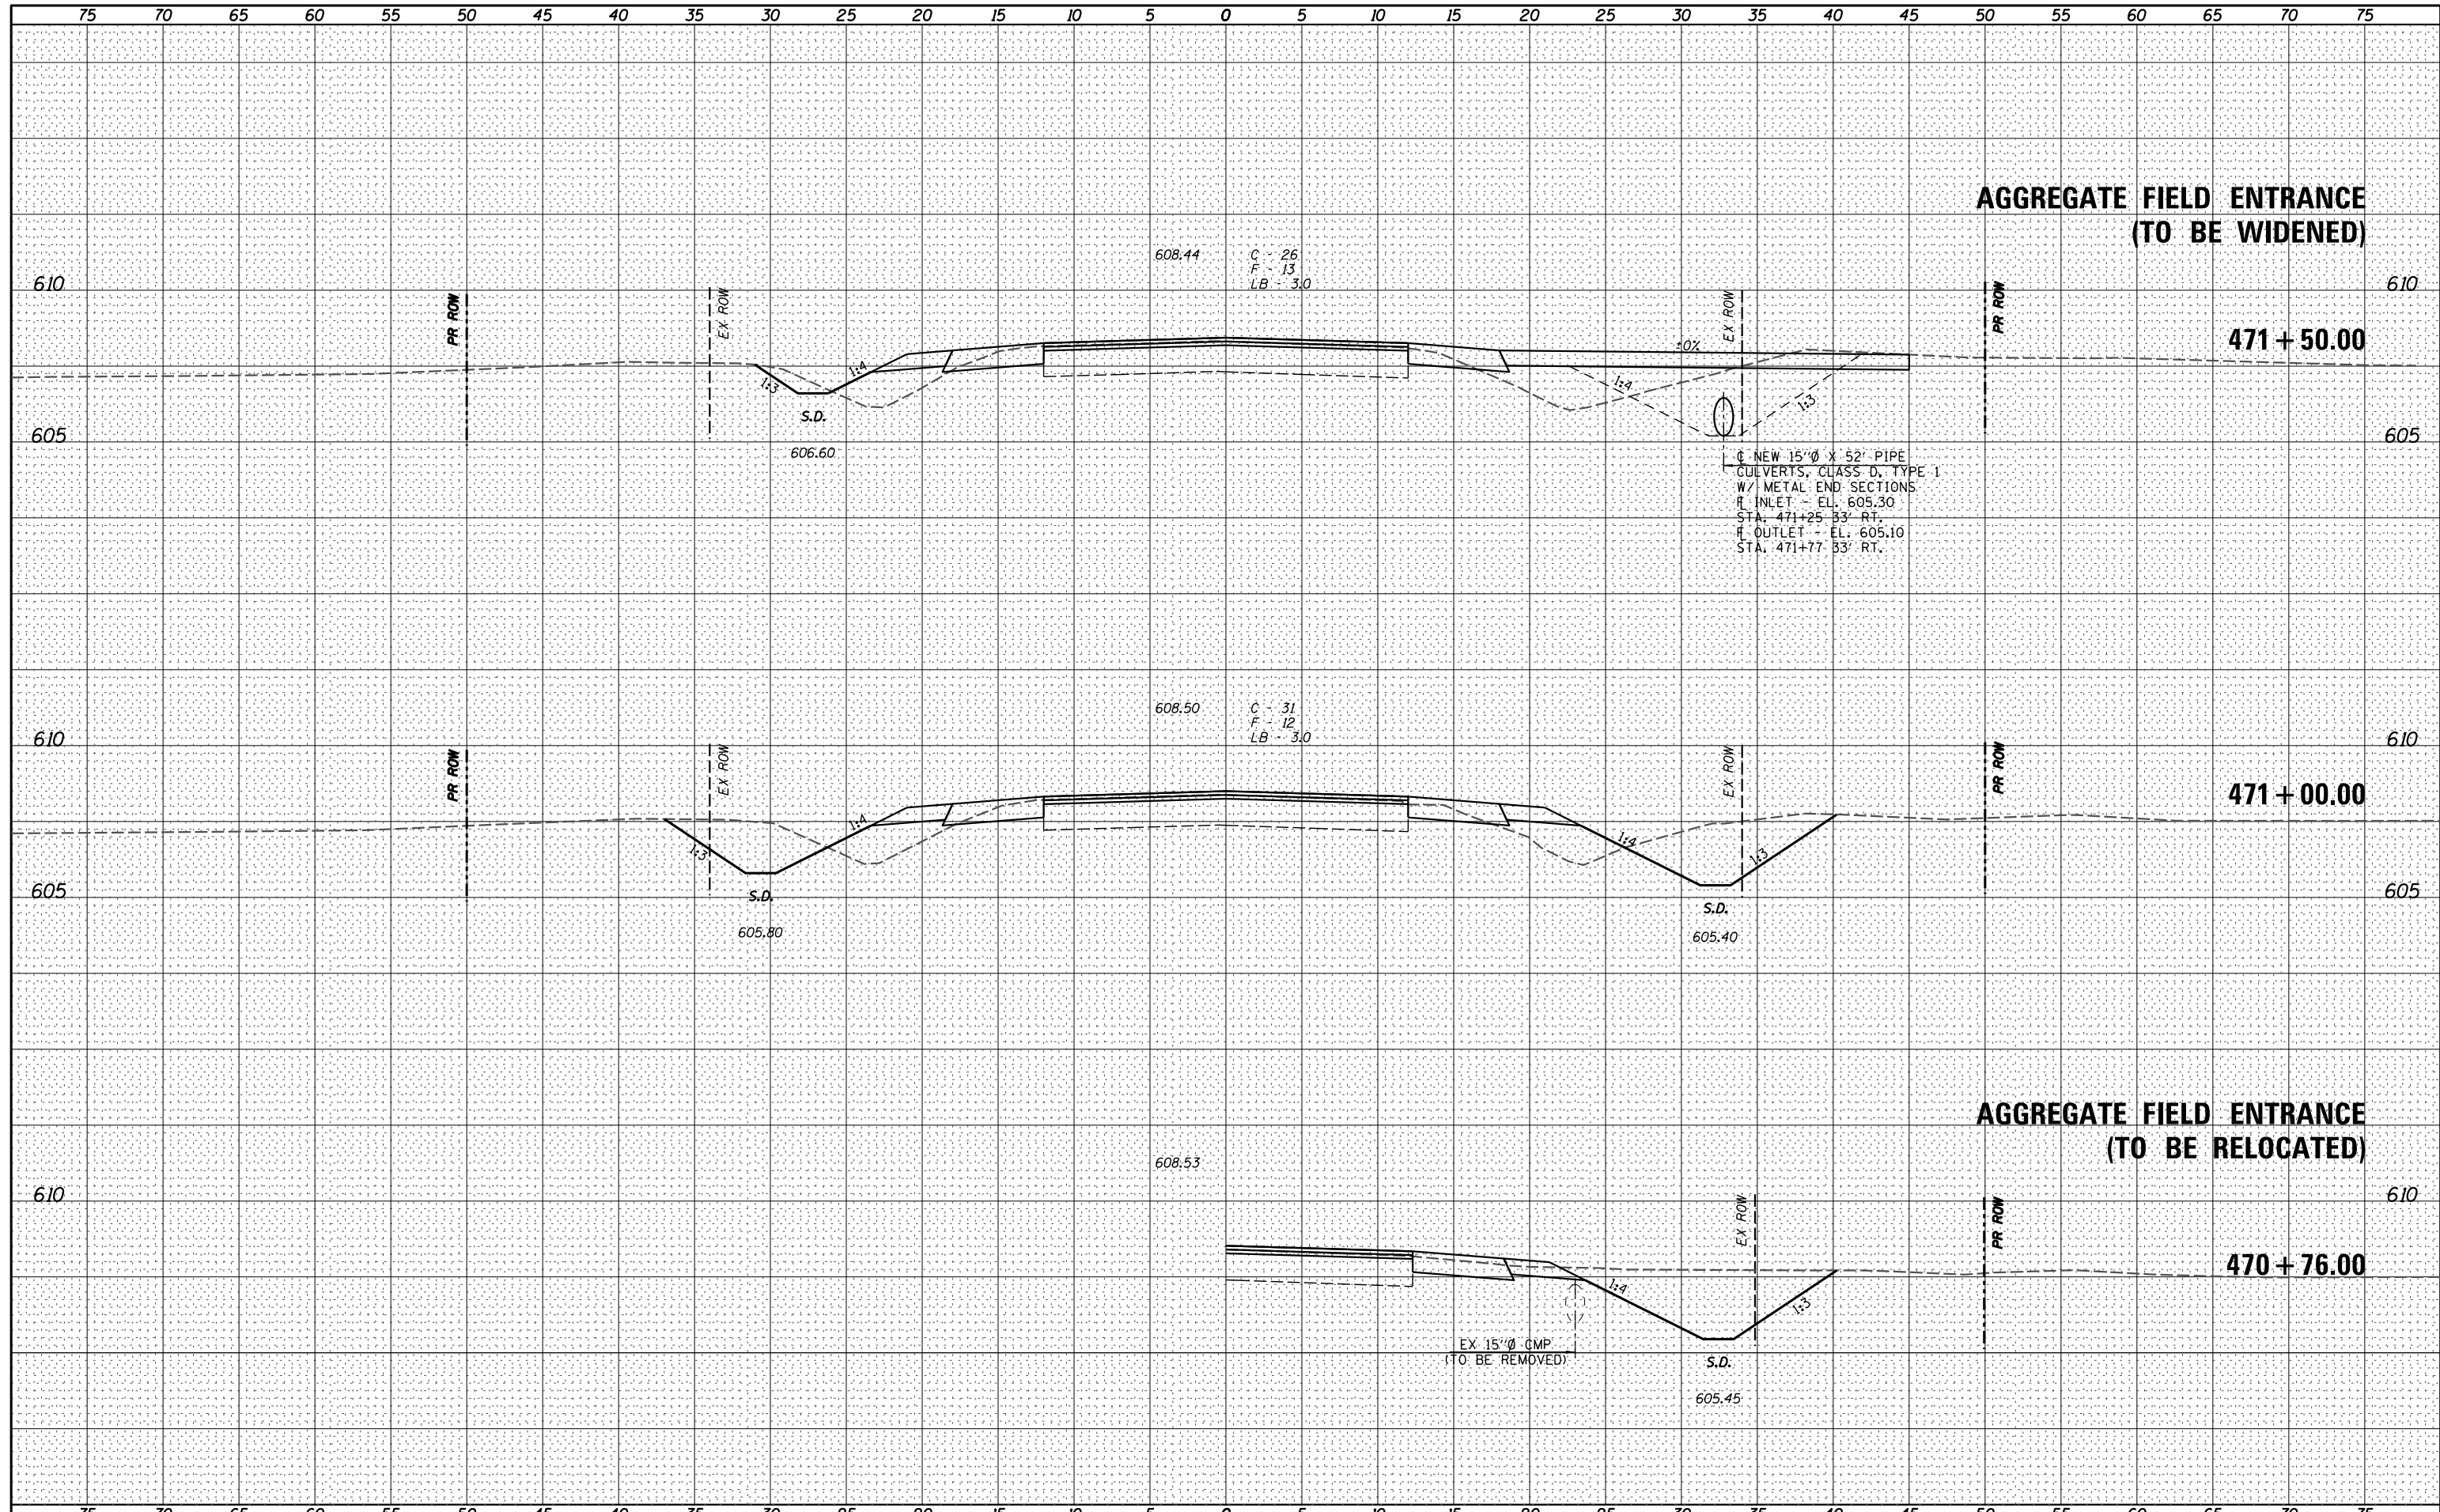 75 70 65 60 55 50 45 40 35 30 25 20 15 10 5 0 5 10 15 20 25 30 35 40 45 50 55 60 65 70 75
AGGREGATE FIELD ENTRANCE
(TO BE WIDENED)
608.44
C - 26
F - 13
LB - 3.0
610
PR ROW
EX ROW
EX ROW
PR ROW
610
471 + 50.00
±0%
1:3
1:4
1:4
1:3
S.D.
605
605
606.60
℄ NEW 15"Ø X 52' PIPE
CULVERTS, CLASS D, TYPE 1
W/ METAL END SECTIONS
FL INLET - EL. 605.30
STA. 471+25 33' RT.
FL OUTLET - EL. 605.10
STA. 471+77 33' RT.
608.50
C - 31
F - 12
LB - 3.0
610
PR ROW
EX ROW
EX ROW
PR ROW
610
471 + 00.00
1:3
1:4
1:4
1:3
605
S.D.
S.D.
605
605.80
605.40
AGGREGATE FIELD ENTRANCE
(TO BE RELOCATED)
608.53
610
EX ROW
PR ROW
610
470 + 76.00
1:4
1:3
EX 15"Ø CMP
(TO BE REMOVED)
S.D.
605.45
75 70 65 60 55 50 45 40 35 30 25 20 15 10 5 0 5 10 15 20 25 30 35 40 45 50 55 60 65 70 75